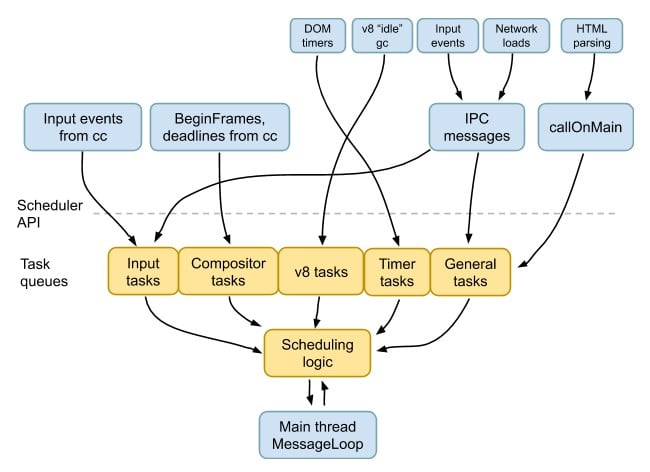 DOM
timers
v8 “idle”
gc
Input
events
Network
loads
HTML
parsing
Input events
from cc
BeginFrames,
deadlines from cc
IPC
messages
callOnMain
Scheduler
API
Task
queues
Input
tasks
Compositor
tasks
v8 tasks
Timer
tasks
General
tasks
Scheduling
logic
Main thread
MessageLoop